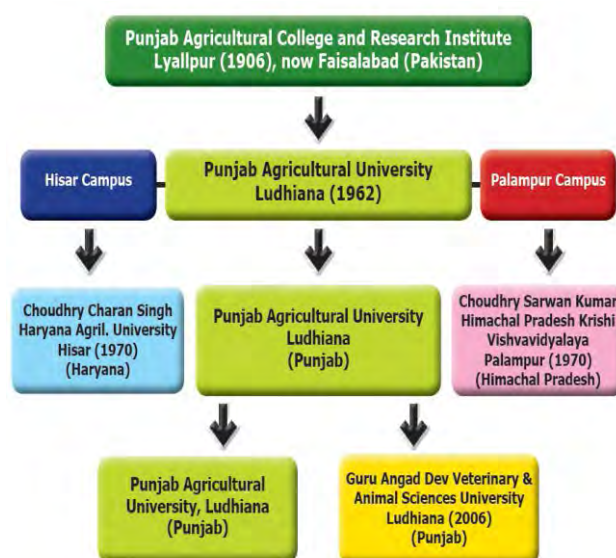 Punjab Agricultural College and Research Institute
Lyallpur (1906), now Faisalabad (Pakistan)
Hisar Campus
Punjab Agricultural University
Ludhiana (1962)
Palampur Campus
Choudhry Charan Singh
Haryana Agril. University
Hisar (1970)
(Haryana)
Punjab Agricultural University
Ludhiana
(Punjab)
Choudhry Sarwan Kumar
Himachal Pradesh Krishi
Vishvavidyalaya
Palampur (1970)
(Himachal Pradesh)
Punjab Agricultural
University, Ludhiana
(Punjab)
Guru Angad Dev Veterinary &
Animal Sciences University
Ludhiana (2006)
(Punjab)